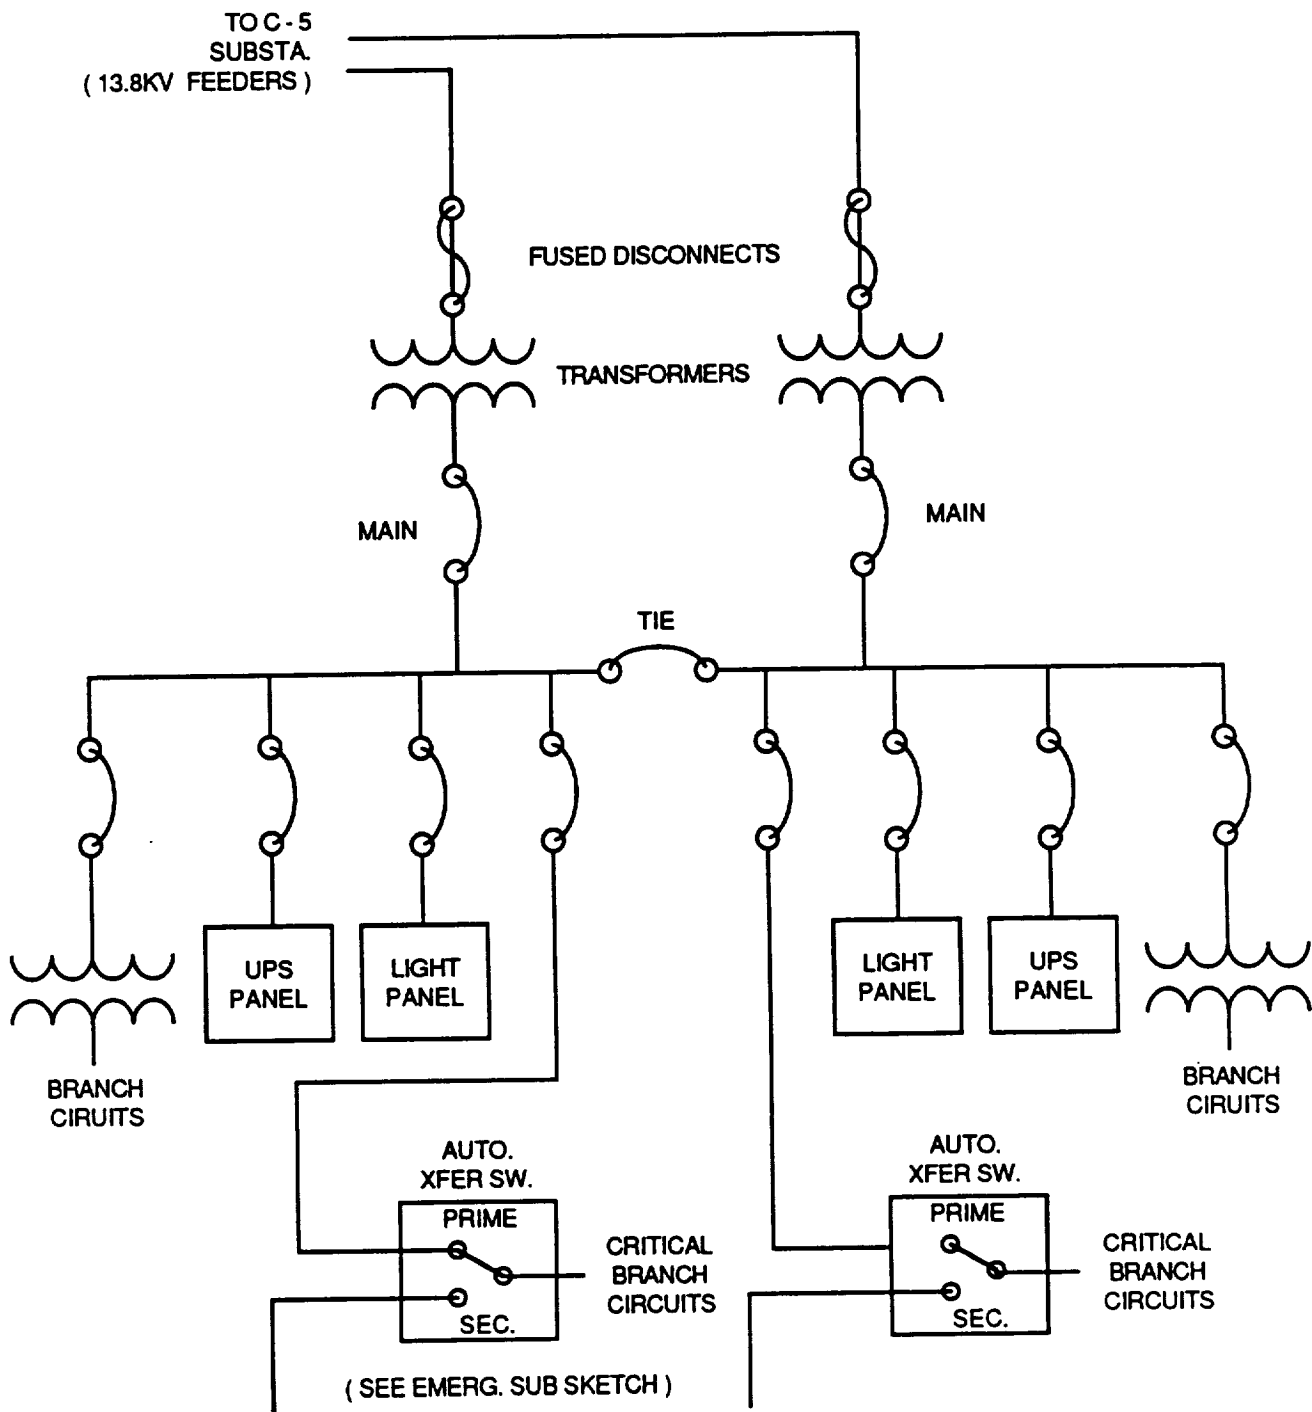 TO C - 5
SUBSTA.
( 13.8KV FEEDERS )
FUSED DISCONNECTS
TRANSFORMERS
MAIN
MAIN
TIE
UPS
PANEL
LIGHT
PANEL
LIGHT
PANEL
UPS
PANEL
BRANCH
CIRUITS
BRANCH
CIRUITS
AUTO.
XFER SW.
PRIME
SEC.
CRITICAL
BRANCH
CIRCUITS
AUTO.
XFER SW.
PRIME
SEC.
CRITICAL
BRANCH
CIRCUITS
( SEE EMERG. SUB SKETCH )